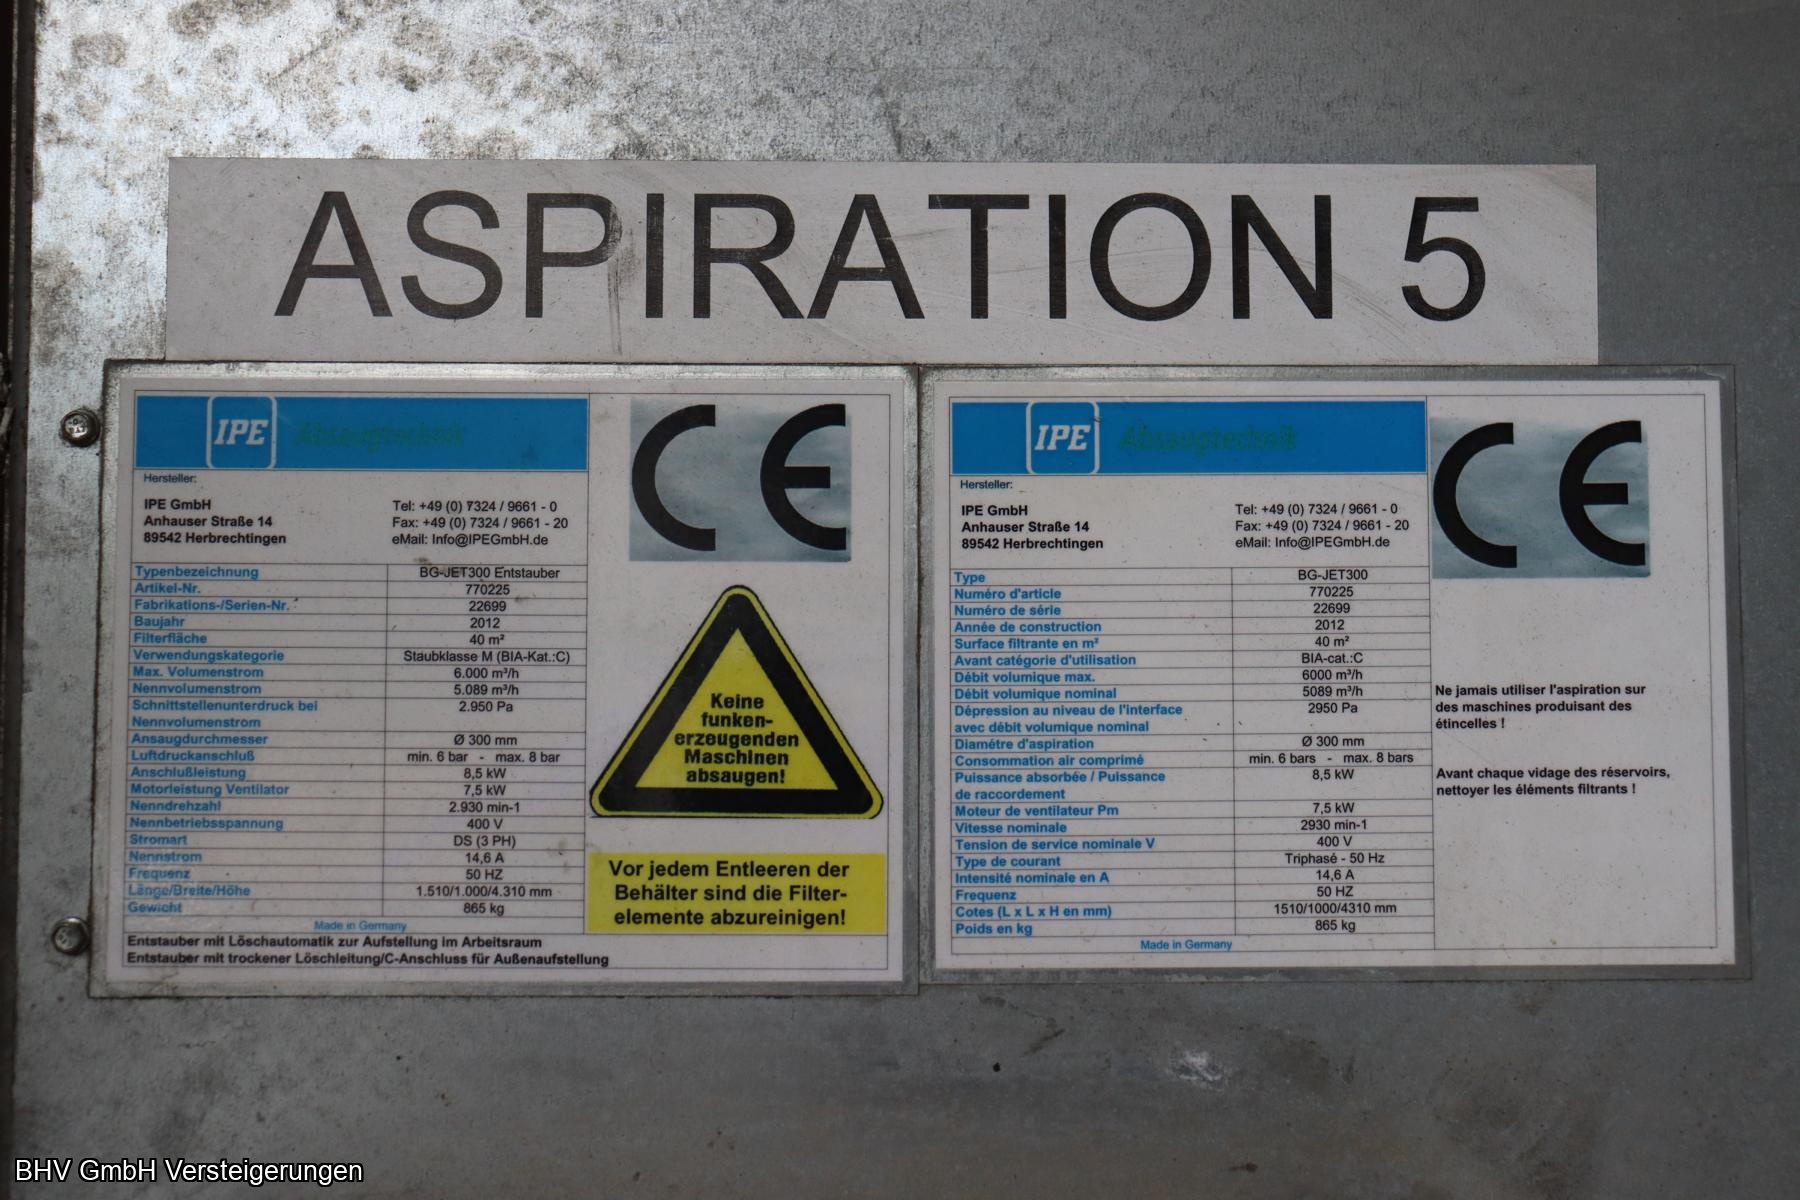 ASPIRATION 5
IPE Absaugtechnik
Hersteller:
IPE GmbH
Anhauser Straße 14
89542 Herbrechtingen
Tel: +49 (0) 7324 / 9661 - 0
Fax: +49 (0) 7324 / 9661 - 20
eMail: Info@IPEGmbH.de
CE
Typenbezeichnung BG-JET300 Entstauber
Artikel-Nr. 770225
Fabrikations-/Serien-Nr. 22699
Baujahr 2012
Filterfläche 40 m²
Verwendungskategorie Staubklasse M (BIA-Kat.:C)
Max. Volumenstrom 6.000 m³/h
Nennvolumenstrom 5.089 m³/h
Schnittstellenunterdruck bei 2.950 Pa
Nennvolumenstrom
Ansaugdurchmesser Ø 300 mm
Luftdruckanschluß min. 6 bar - max. 8 bar
Anschlußleistung 8,5 kW
Motorleistung Ventilator 7,5 kW
Nenndrehzahl 2.930 min-1
Nennbetriebsspannung 400 V
Stromart DS (3 PH)
Nennstrom 14,6 A
Frequenz 50 HZ
Länge/Breite/Höhe 1.510/1.000/4.310 mm
Gewicht 865 kg
Made in Germany
Entstauber mit Löschautomatik zur Aufstellung im Arbeitsraum
Entstauber mit trockener Löschleitung/C-Anschluss für Außenaufstellung
Keine
funken-
erzeugenden
Maschinen
absaugen!
Vor jedem Entleeren der
Behälter sind die Filter-
elemente abzureinigen!
IPE Absaugtechnik
Hersteller:
IPE GmbH
Anhauser Straße 14
89542 Herbrechtingen
Tel: +49 (0) 7324 / 9661 - 0
Fax: +49 (0) 7324 / 9661 - 20
eMail: Info@IPEGmbH.de
CE
Type BG-JET300
Numéro d'article 770225
Numéro de série 22699
Année de construction 2012
Surface filtrante en m² 40 m²
Avant catégorie d'utilisation BIA-cat.:C
Débit volumique max. 6000 m³/h
Débit volumique nominal 5089 m³/h
Dépression au niveau de l'interface 2950 Pa
avec débit volumique nominal
Diamétre d'aspiration Ø 300 mm
Consommation air comprimé min. 6 bars - max. 8 bars
Puissance absorbée / Puissance 8,5 kW
de raccordement
Moteur de ventilateur Pm 7,5 kW
Vitesse nominale 2930 min-1
Tension de service nominale V 400 V
Type de courant Triphasé - 50 Hz
Intensité nominale en A 14,6 A
Frequenz 50 HZ
Cotes (L x L x H en mm) 1510/1000/4310 mm
Poids en kg 865 kg
Made in Germany
Ne jamais utiliser l'aspiration sur
des machines produisant des
étincelles !
Avant chaque vidage des réservoirs,
nettoyer les éléments filtrants !
BHV GmbH Versteigerungen